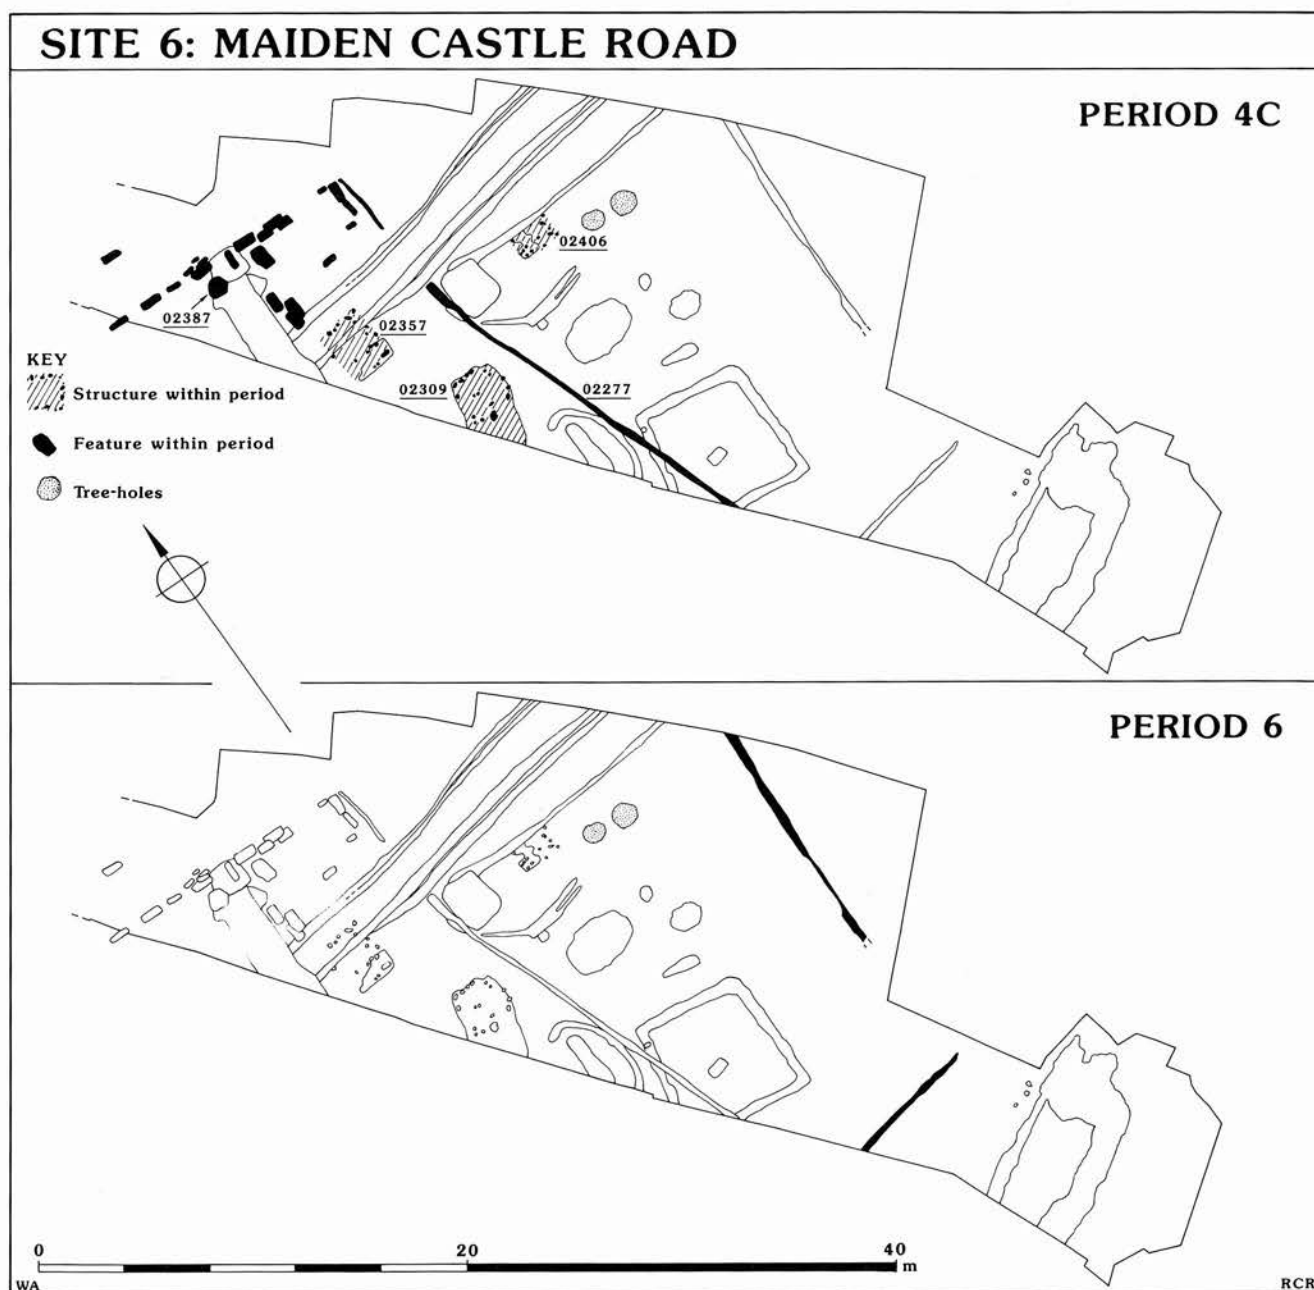 SITE 6: MAIDEN CASTLE ROAD
PERIOD 4C
02406
02387
02357
KEY
02309
02277
Structure within period
Feature within period
Tree-holes
PERIOD 6
0 20 40
m
WA RCR